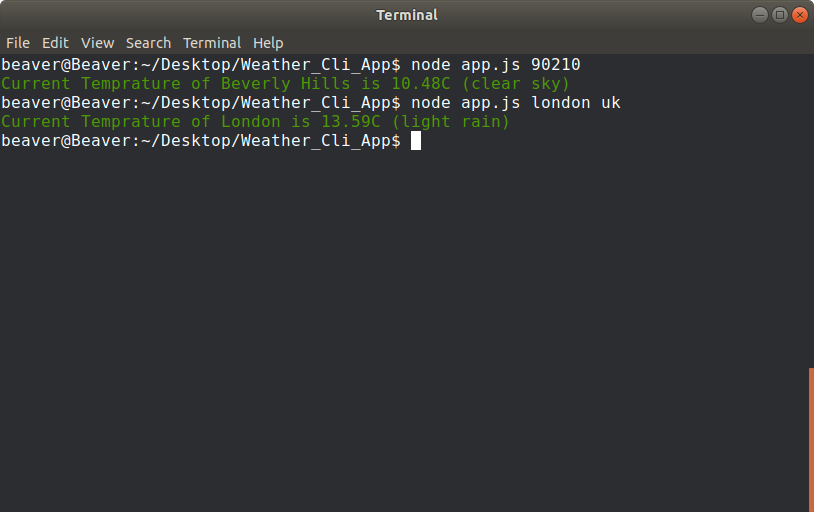 Terminal
File Edit View Search Terminal Help
beaver@Beaver:~/Desktop/Weather_Cli_App$ node app.js 90210
Current Temprature of Beverly Hills is 10.48C (clear sky)
beaver@Beaver:~/Desktop/Weather_Cli_App$ node app.js london uk
Current Temprature of London is 13.59C (light rain)
beaver@Beaver:~/Desktop/Weather_Cli_App$